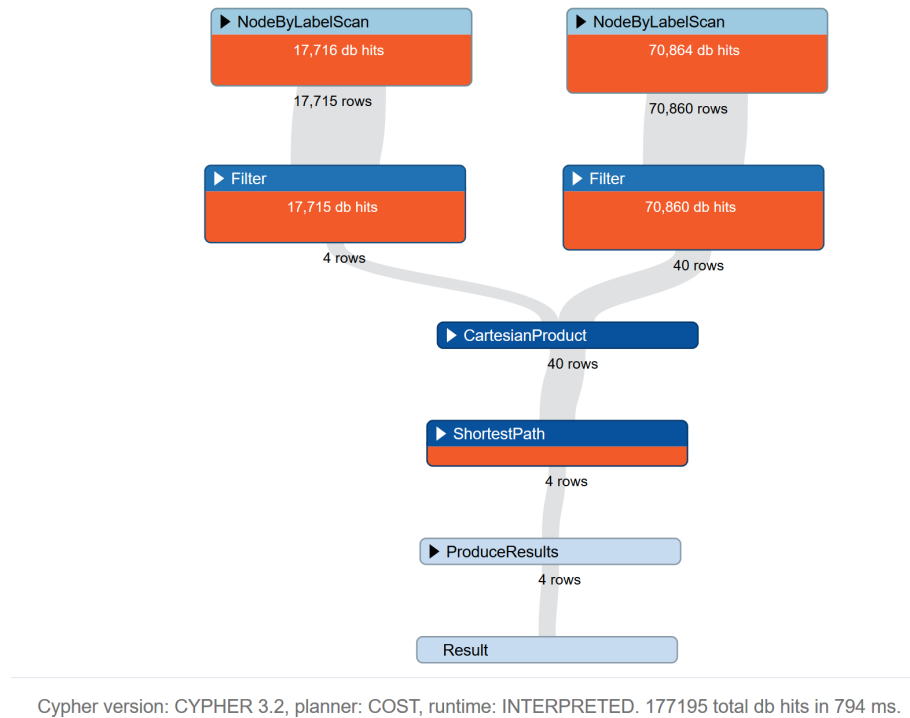 NodeByLabelScan
17,716 db hits
17,715 rows
NodeByLabelScan
70,864 db hits
70,860 rows
Filter
17,715 db hits
4 rows
Filter
70,860 db hits
40 rows
CartesianProduct
40 rows
ShortestPath
4 rows
ProduceResults
4 rows
Result
Cypher version: CYPHER 3.2, planner: COST, runtime: INTERPRETED. 177195 total db hits in 794 ms.